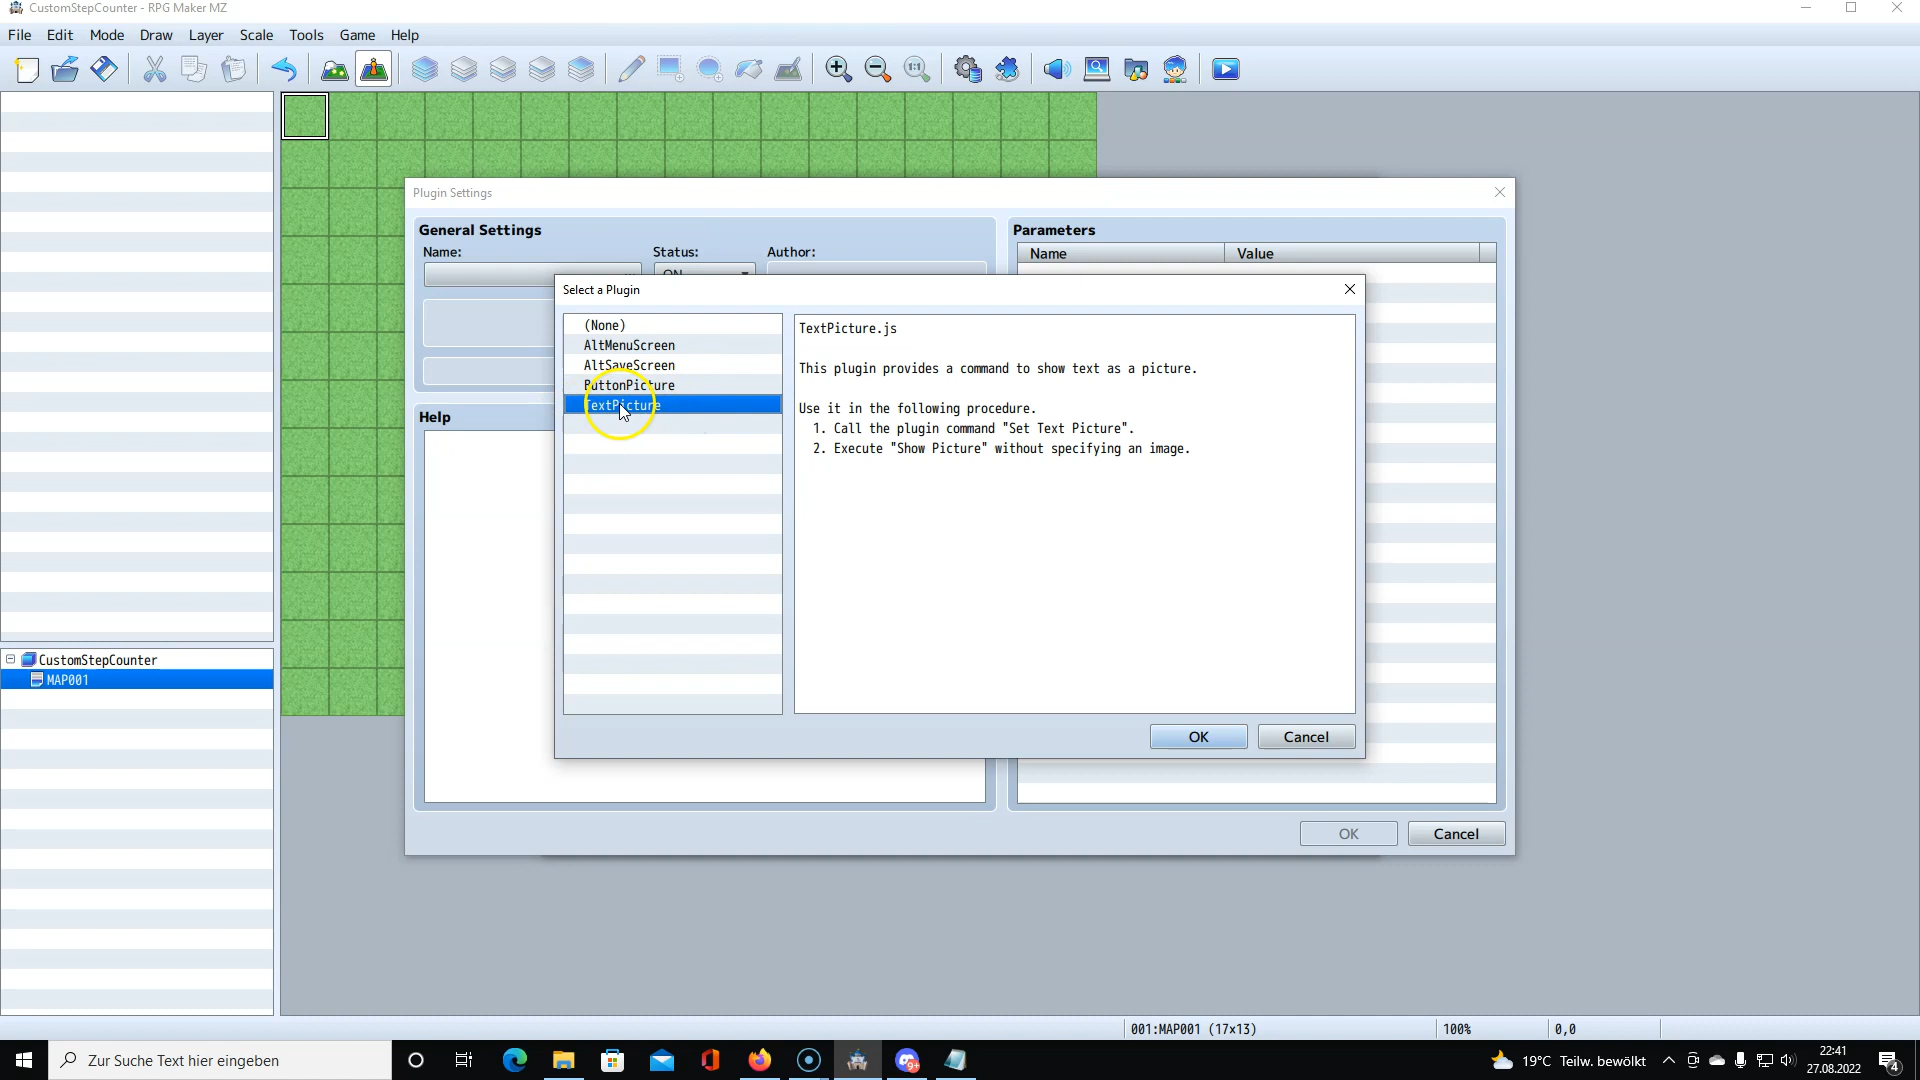 CustomStepCounter - RPG Maker MZ
File Edit Mode Draw Layer Scale Tools Game Help
Plugin Settings
General Settings
Name: Status: Author:
ON
Parameters
Name Value
Select a Plugin
(None)
AltMenuScreen
AltSaveScreen
ButtonPicture
TextPicture
TextPicture.js
This plugin provides a command to show text as a picture.
Use it in the following procedure.
1. Call the plugin command "Set Text Picture".
2. Execute "Show Picture" without specifying an image.
OK Cancel
Help
OK Cancel
CustomStepCounter
MAP001
001:MAP001 (17x13) 100% 0,0
Zur Suche Text hier eingeben
9+
19°C Teilw. bewölkt
22:41
27.08.2022
4